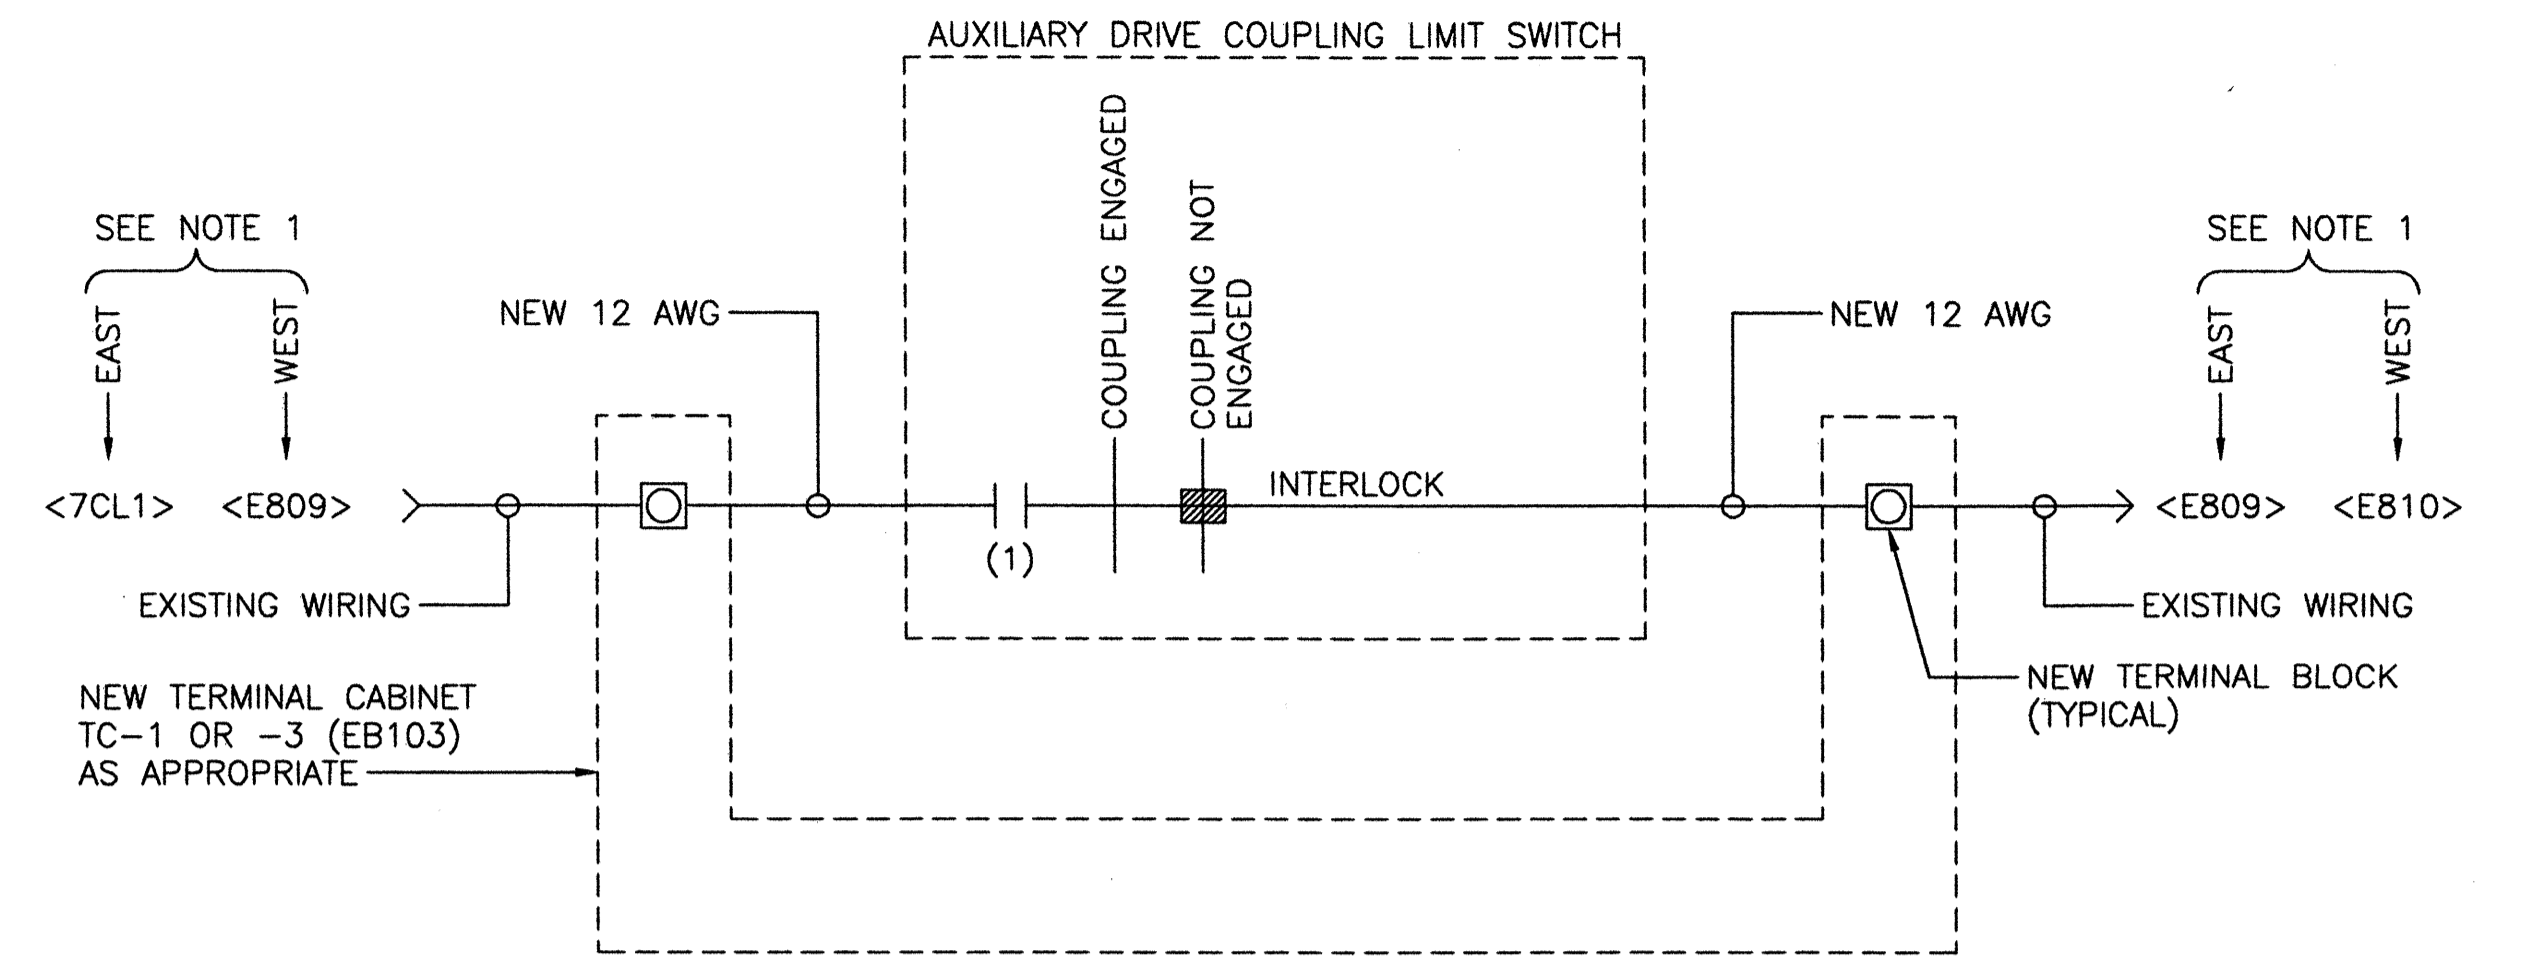 AUXILIARY DRIVE COUPLING LIMIT SWITCH
COUPLING ENGAGED
COUPLING NOT
ENGAGED
SEE NOTE 1
EAST
WEST
SEE NOTE 1
EAST
WEST
NEW 12 AWG
NEW 12 AWG
<7CL1>
<E809>
INTERLOCK
<E809>
<E810>
(1)
EXISTING WIRING
EXISTING WIRING
NEW TERMINAL CABINET
TC-1 OR -3 (EB103)
AS APPROPRIATE
NEW TERMINAL BLOCK
(TYPICAL)